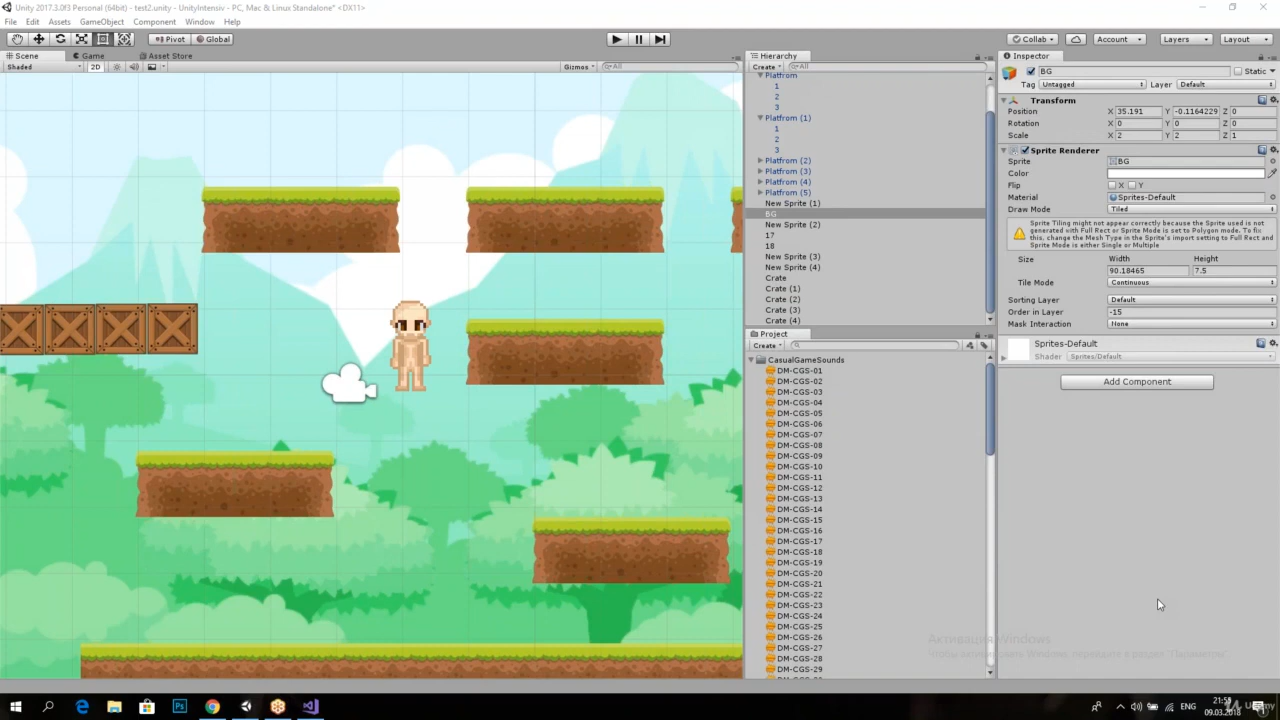 Unity 2017.3.0f3 Personal (64bit) - test2.unity - UnityIntensiv - PC, Mac & Linux Standalone* <DX11>
File Edit Assets GameObject Component Window Help
Pivot Global Collab Account Layers Layout
Scene Game Asset Store
Shaded 2D Gizmos All
Hierarchy
Create All
Platfrom
1
2
3
Platfrom (1)
1
2
3
Platfrom (2)
Platfrom (3)
Platfrom (4)
Platfrom (5)
New Sprite (1)
BG
New Sprite (2)
17
18
New Sprite (3)
New Sprite (4)
Crate
Crate (1)
Crate (2)
Crate (3)
Crate (4)
Project
Create
CasualGameSounds
DM-CGS-01
DM-CGS-02
DM-CGS-03
DM-CGS-04
DM-CGS-05
DM-CGS-06
DM-CGS-07
DM-CGS-08
DM-CGS-09
DM-CGS-10
DM-CGS-11
DM-CGS-12
DM-CGS-13
DM-CGS-14
DM-CGS-15
DM-CGS-16
DM-CGS-17
DM-CGS-18
DM-CGS-19
DM-CGS-20
DM-CGS-21
DM-CGS-22
DM-CGS-23
DM-CGS-24
DM-CGS-25
DM-CGS-26
DM-CGS-27
DM-CGS-28
DM-CGS-29
Inspector
BG Static
Tag Untagged Layer Default
Transform
Position X 35.191 Y -0.1164229 Z 0
Rotation X 0 Y 0 Z 0
Scale X 2 Y 2 Z 1
Sprite Renderer
Sprite BG
Color
Flip X Y
Material Sprites-Default
Draw Mode Tiled
Sprite Tiling might not appear correctly because the Sprite used is not
generated with Full Rect or Sprite Mode is set to Polygon mode. To fix
this, change the Mesh Type in the Sprite's import setting to Full Rect and
Sprite Mode is either Single or Multiple
Size Width Height
90.18465 7.5
Tile Mode Continuous
Sorting Layer Default
Order in Layer -15
Mask Interaction None
Sprites-Default
Shader Sprites/Default
Add Component
Активация Windows
Чтобы активировать Windows, перейдите в раздел "Параметры".
Ps
ENG
09.03.2018
Udemy